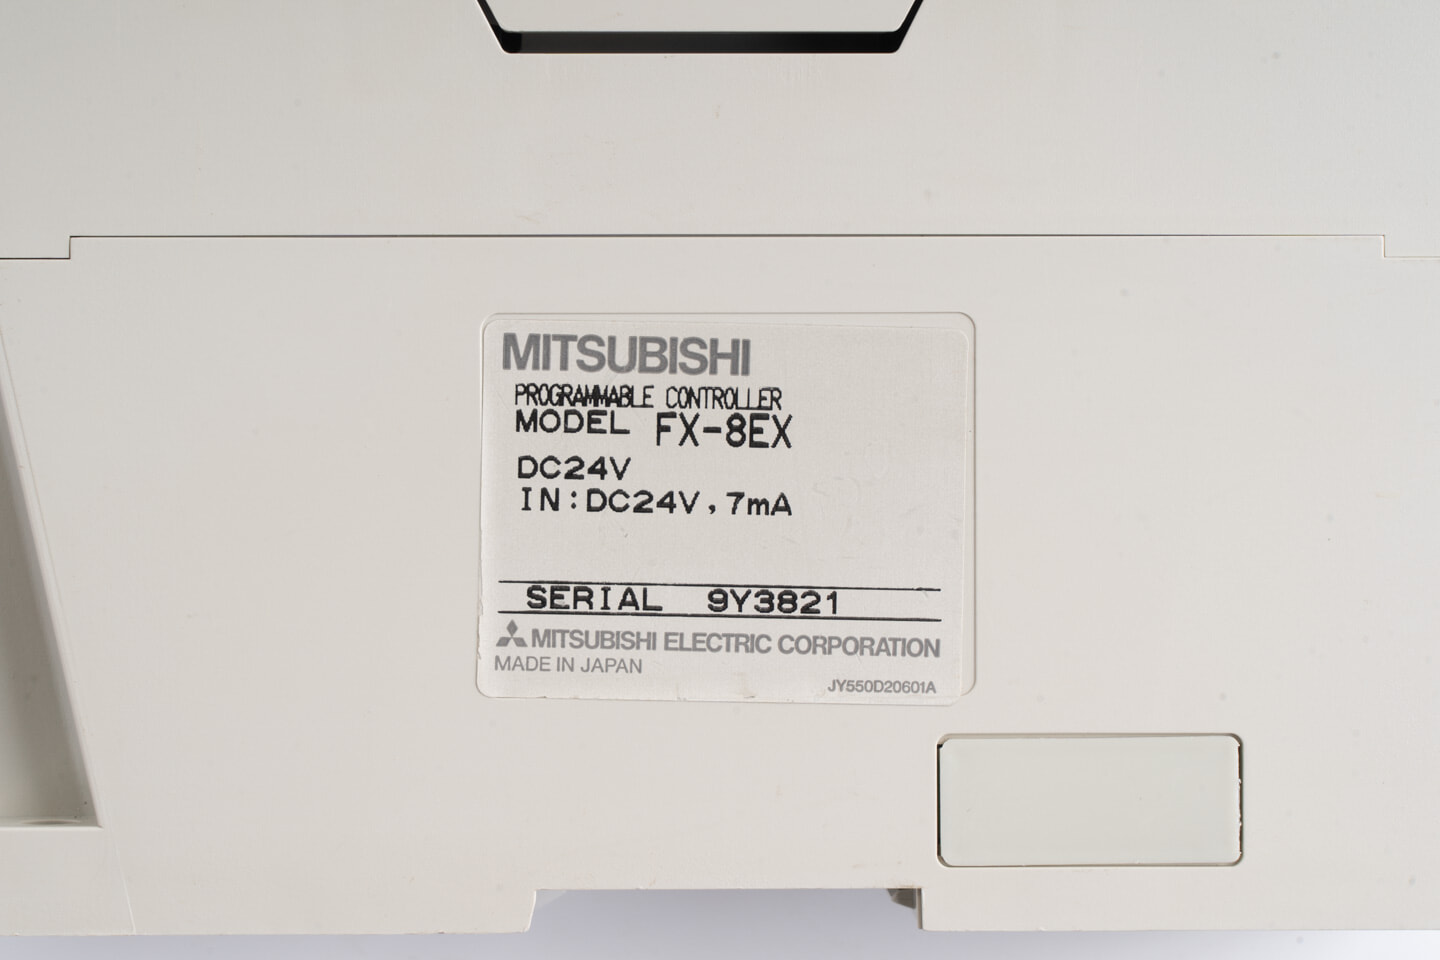 MITSUBISHI
PROGRAMMABLE CONTROLLER
MODEL FX-8EX
DC24V
IN:DC24V,7mA
SERIAL 9Y3821
MITSUBISHI ELECTRIC CORPORATION
MADE IN JAPAN
JY550D20601A